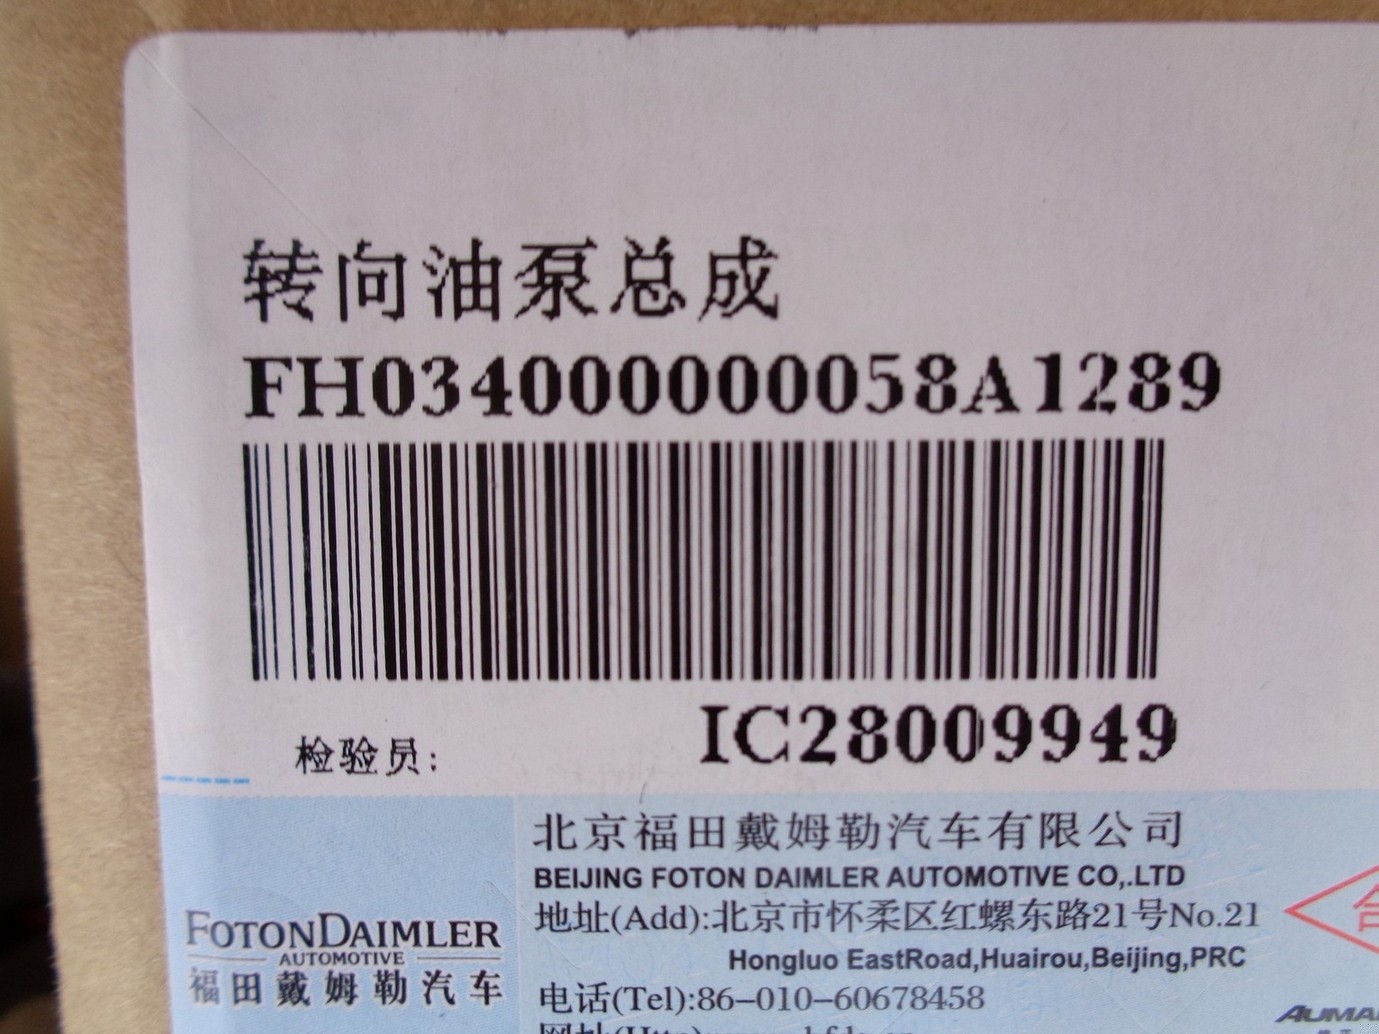 转向油泵总成
FH0340000000058A1289
IC28009949
检验员:
北京福田戴姆勒汽车有限公司
BEIJING FOTON DAIMLER AUTOMOTIVE CO,.LTD
地址(Add):北京市怀柔区红螺东路21号No.21
Hongluo EastRoad,Huairou,Beijing,PRC
电话(Tel):86-010-60678458
FOTONDAIMLER
AUTOMOTIVE
福田戴姆勒汽车
合